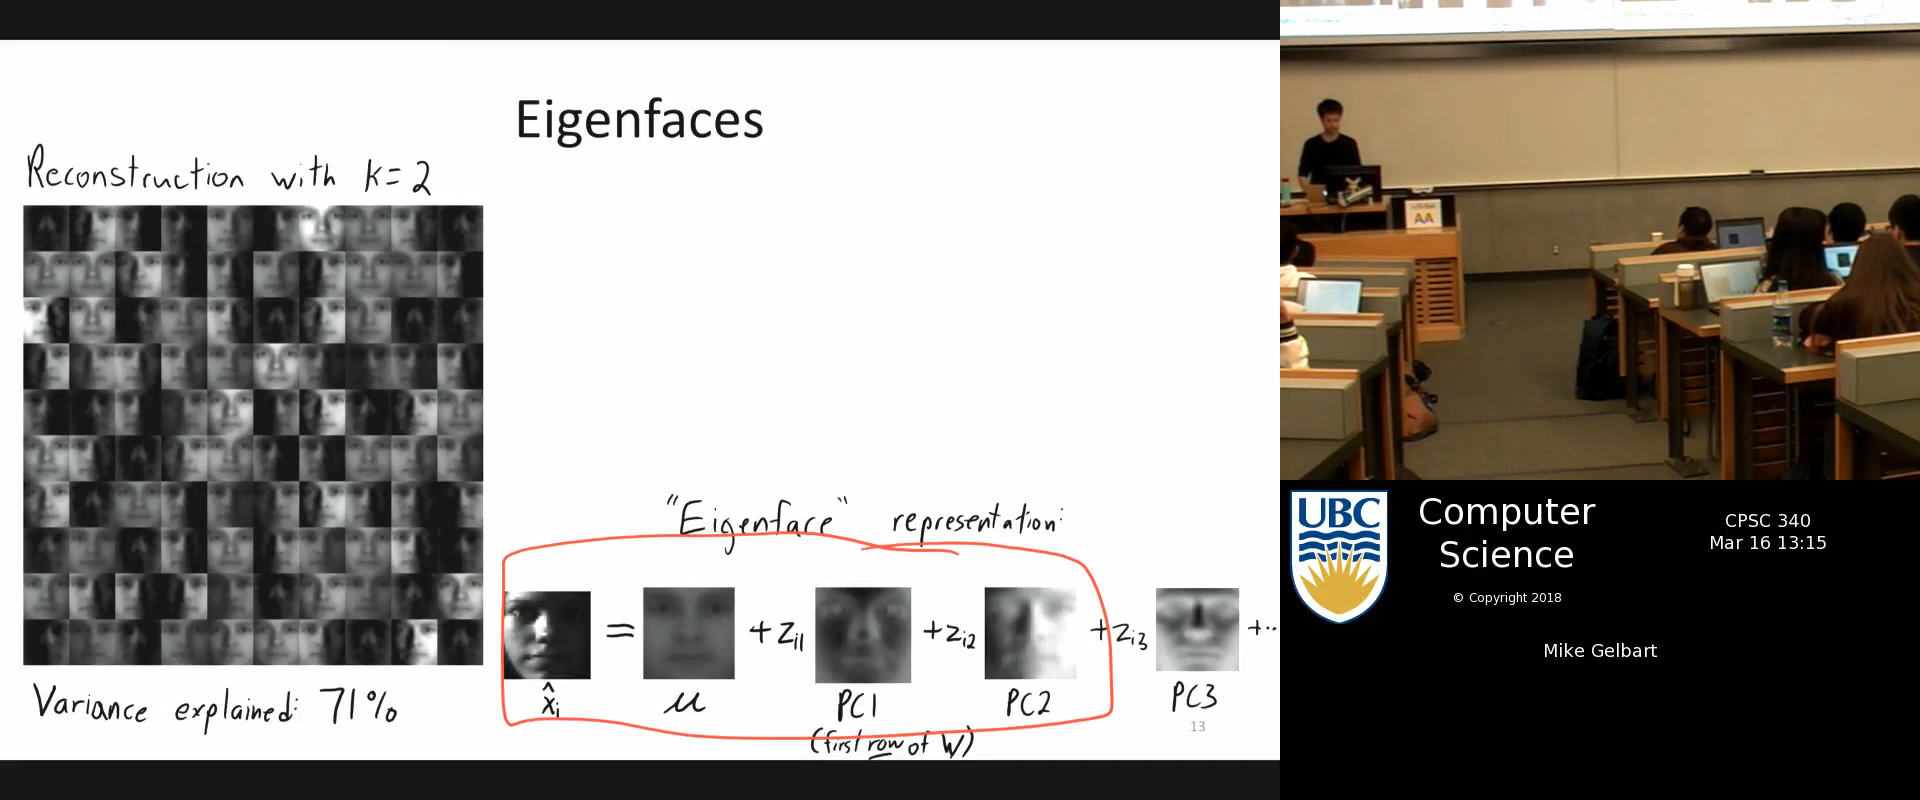 Eigenfaces
Reconstruction with k=2
Variance explained: 71%
"Eigenface" representation:
= + zi1 + zi2 + zi3 + ...
x̂i μ PC1 PC2 PC3
(first row of W)
13
AA
UBC
Computer
Science
CPSC 340
Mar 16 13:15
© Copyright 2018
Mike Gelbart